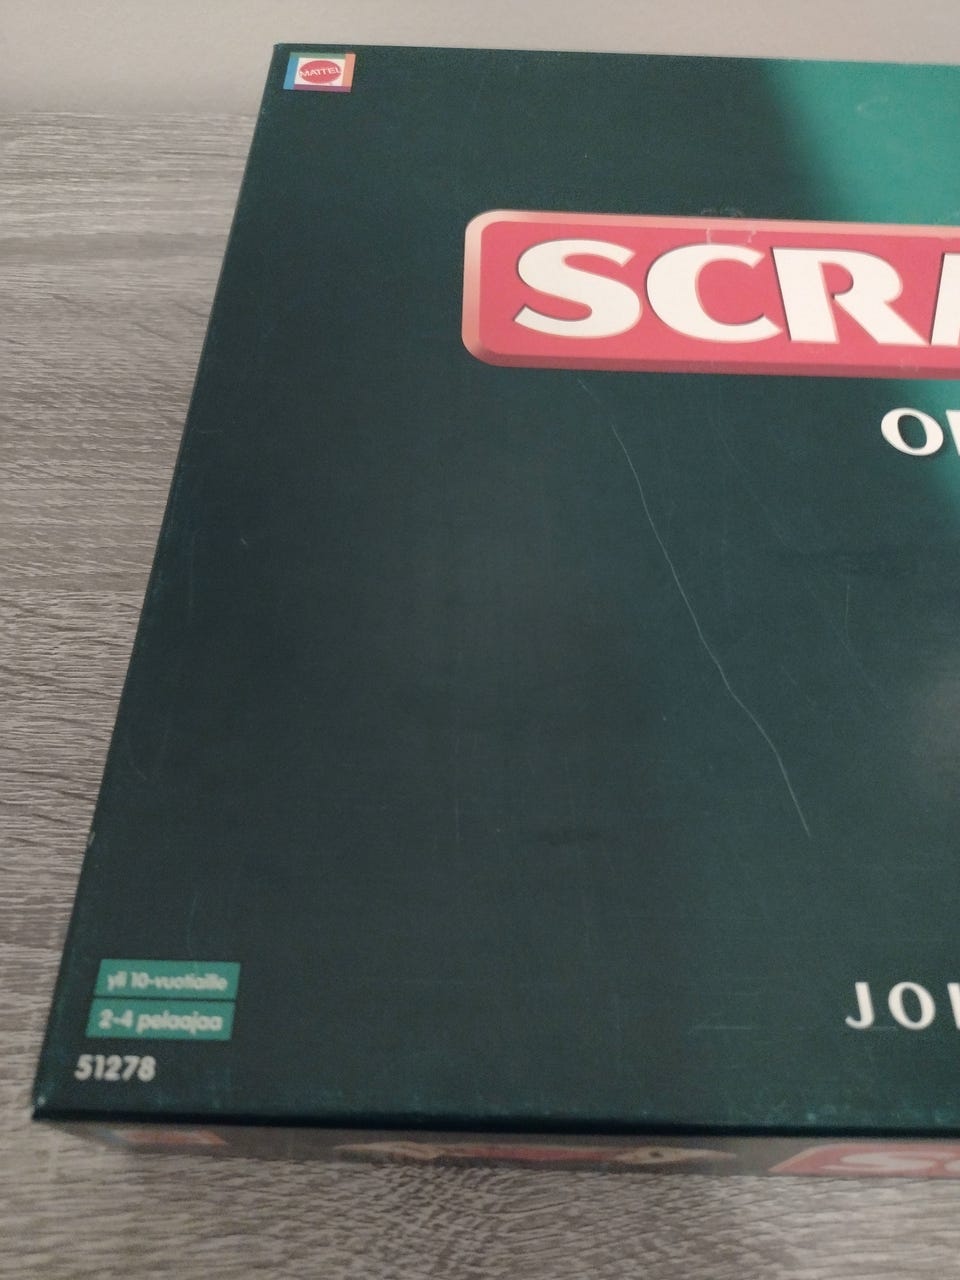 MATTEL
SCR
O
JO
yli 10-vuotiaille
2-4 pelaajaa
51278